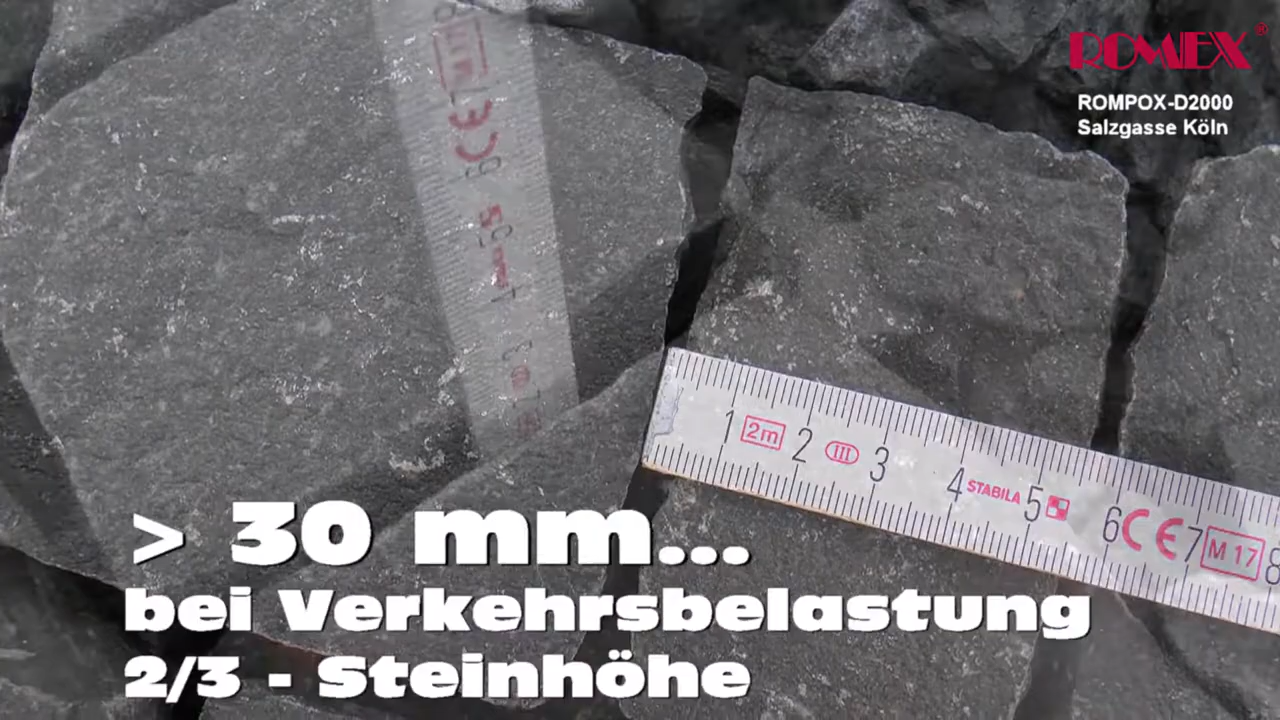 ROMEX®
ROMPOX-D2000
Salzgasse Köln
1 2m 2 III 3 4 STABILA 5 6 CE 7 M 17 8
> 30 mm...
bei Verkehrsbelastung
2/3 - Steinhöhe